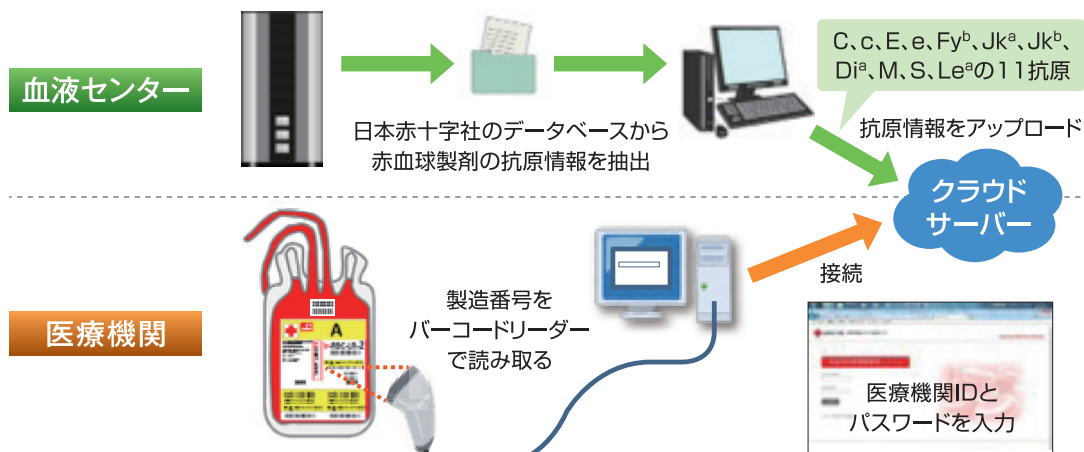 血液センター
日本赤十字社のデータベースから
赤血球製剤の抗原情報を抽出
C、c、E、e、Fyᵇ、Jkᵃ、Jkᵇ、
Diᵃ、M、S、Leᵃの11抗原
抗原情報をアップロード
クラウド
サーバー
接続
医療機関
A
Ir-RBC-LR-2
製造番号を
バーコードリーダー
で読み取る
医療機関IDと
パスワードを入力